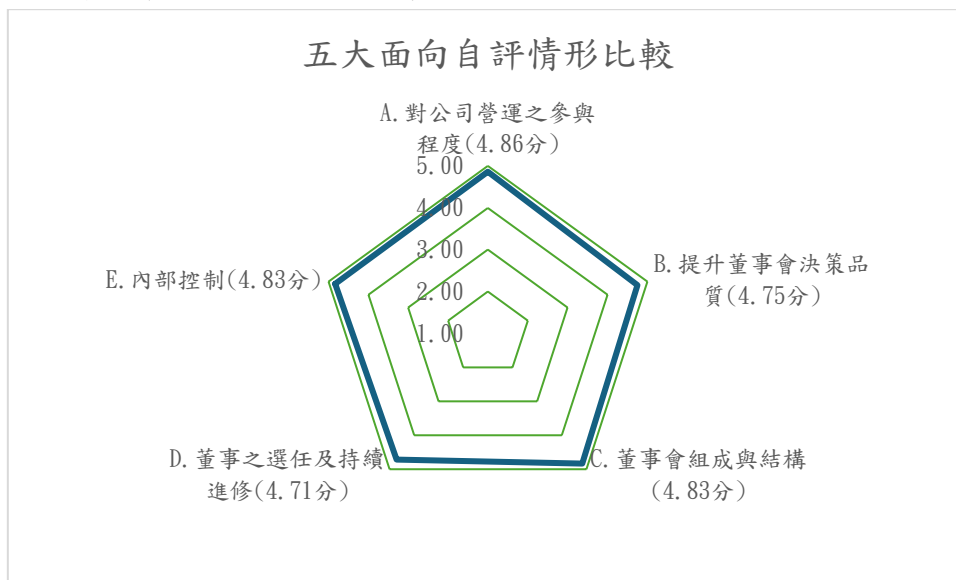 五大面向自評情形比較
A.對公司營運之參與
程度(4.86分)
5.00
4.00
3.00
2.00
1.00
B.提升董事會決策品
質(4.75分)
C.董事會組成與結構
(4.83分)
D.董事之選任及持續
進修(4.71分)
E.內部控制(4.83分)